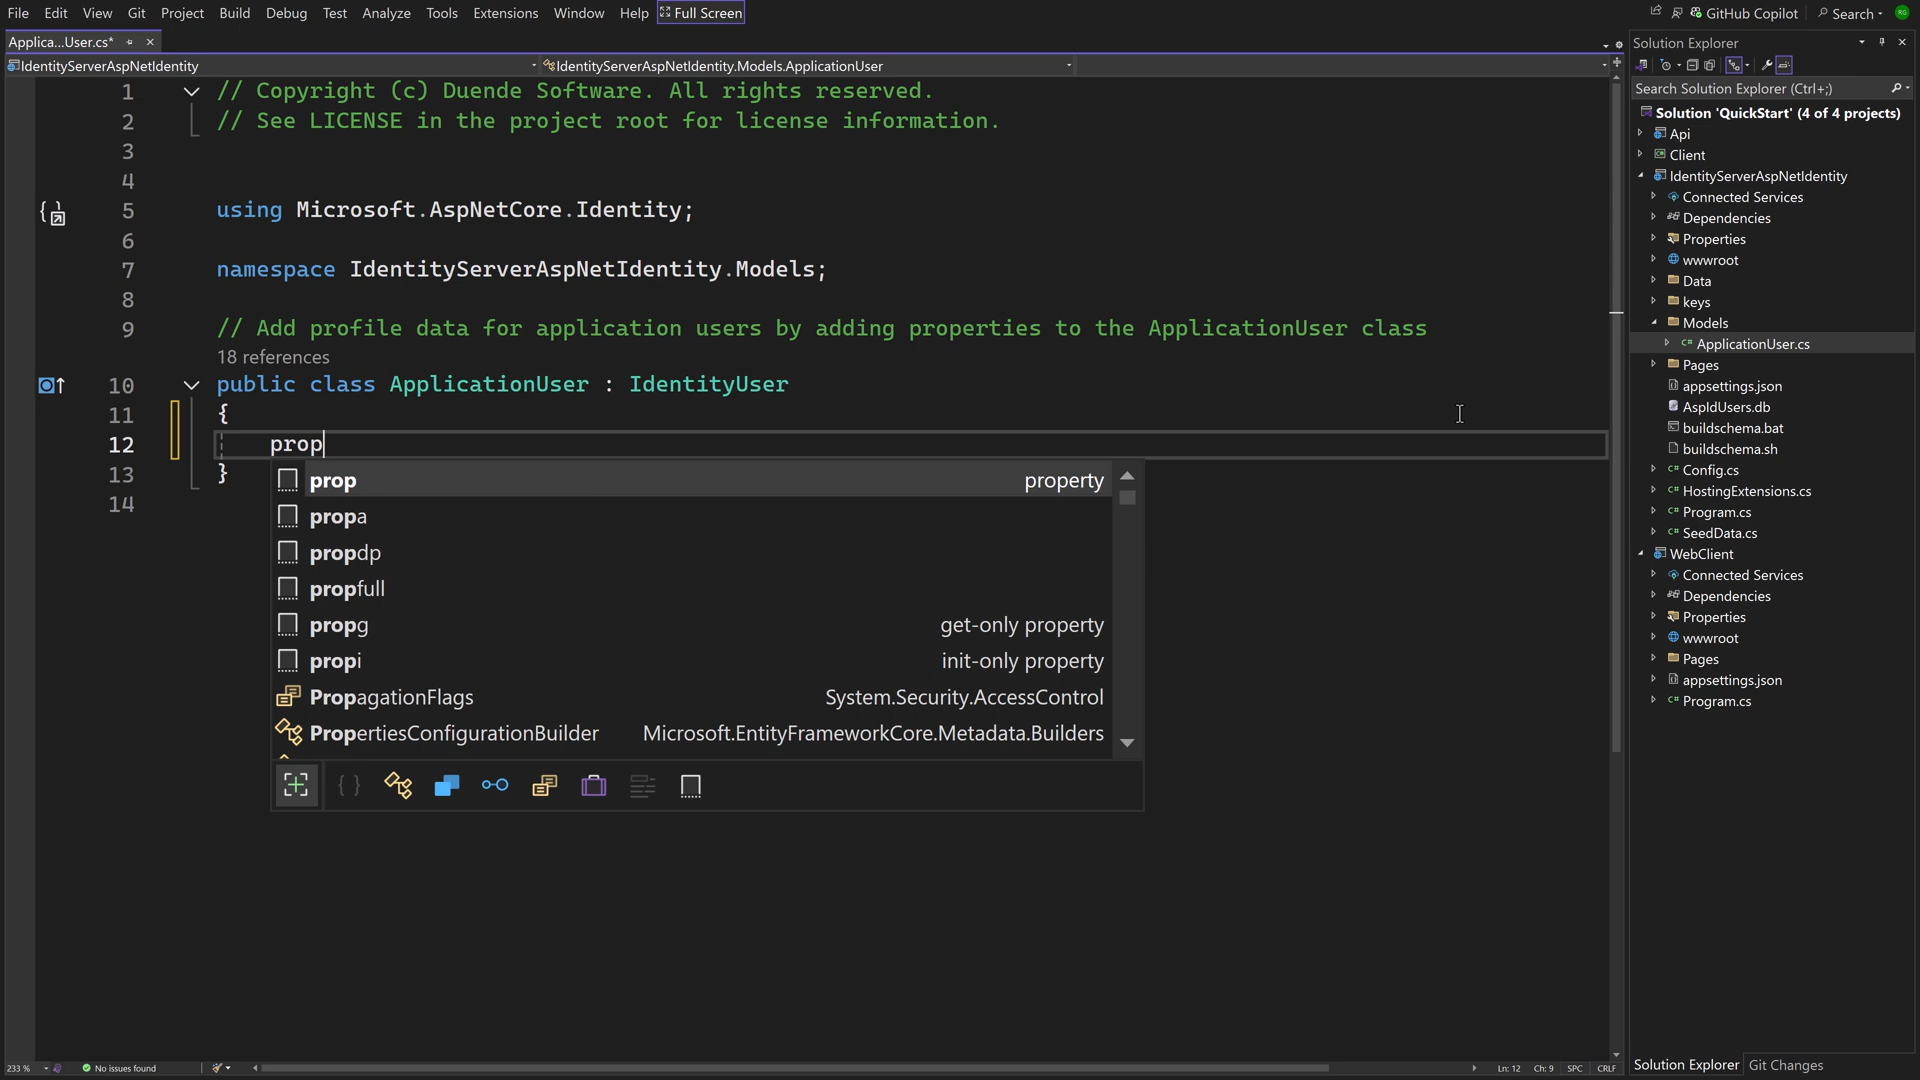 File Edit View Git Project Build Debug Test Analyze Tools Extensions Window Help Full Screen GitHub Copilot Search RG
Applica...User.cs*
IdentityServerAspNetIdentity IdentityServerAspNetIdentity.Models.ApplicationUser
1 // Copyright (c) Duende Software. All rights reserved.
2 // See LICENSE in the project root for license information.
3
4
5 using Microsoft.AspNetCore.Identity;
6
7 namespace IdentityServerAspNetIdentity.Models;
8
9 // Add profile data for application users by adding properties to the ApplicationUser class
18 references
10 public class ApplicationUser : IdentityUser
11 {
12 prop
13 }
14
prop property
propa
propdp
propfull
propg get-only property
propi init-only property
PropagationFlags System.Security.AccessControl
PropertiesConfigurationBuilder Microsoft.EntityFrameworkCore.Metadata.Builders
233 % No issues found Ln: 12 Ch: 9 SPC CRLF
Solution Explorer
Search Solution Explorer (Ctrl+;)
Solution 'QuickStart' (4 of 4 projects)
Api
Client
IdentityServerAspNetIdentity
Connected Services
Dependencies
Properties
wwwroot
Data
keys
Models
C# ApplicationUser.cs
Pages
appsettings.json
AspIdUsers.db
buildschema.bat
buildschema.sh
C# Config.cs
C# HostingExtensions.cs
C# Program.cs
C# SeedData.cs
WebClient
Connected Services
Dependencies
Properties
wwwroot
Pages
appsettings.json
C# Program.cs
Solution Explorer Git Changes